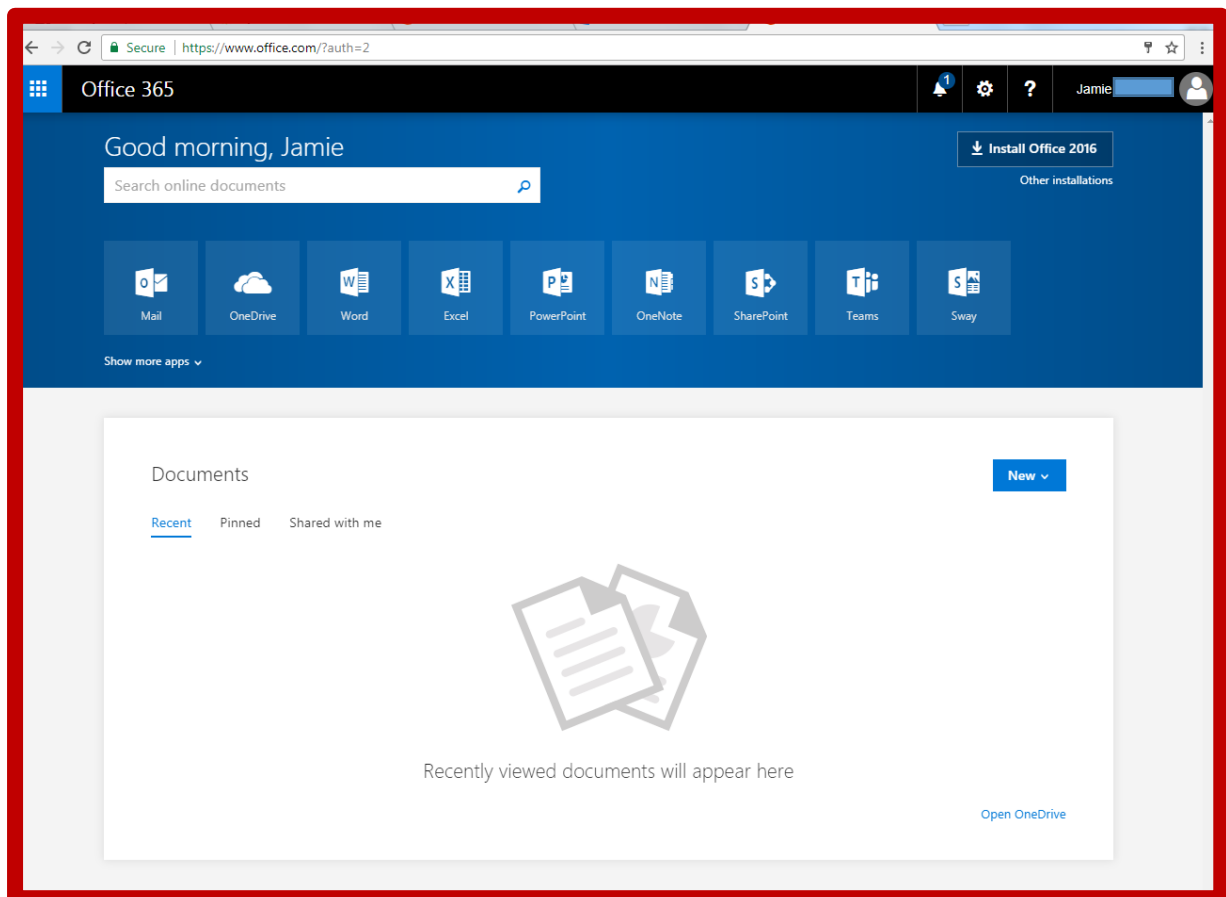 Secure | https://www.office.com/?auth=2
Office 365
1
?
Jamie
Good morning, Jamie
Install Office 2016
Search online documents
Other installations
O
W
X
P
N
S
T
S
Mail
OneDrive
Word
Excel
PowerPoint
OneNote
SharePoint
Teams
Sway
Show more apps
Documents
New
Recent
Pinned
Shared with me
Recently viewed documents will appear here
Open OneDrive